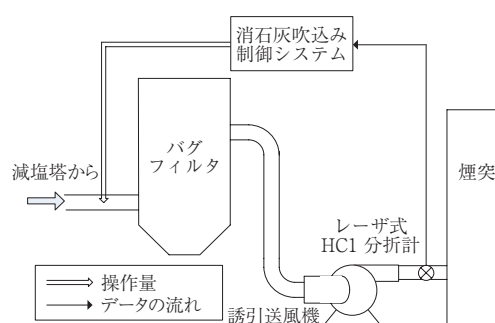 消石灰吹込み
制御システム
バグ
フィルタ
減塩塔から
煙突
レーザ式
HCl 分折計
操作量
データの流れ
誘引送風機